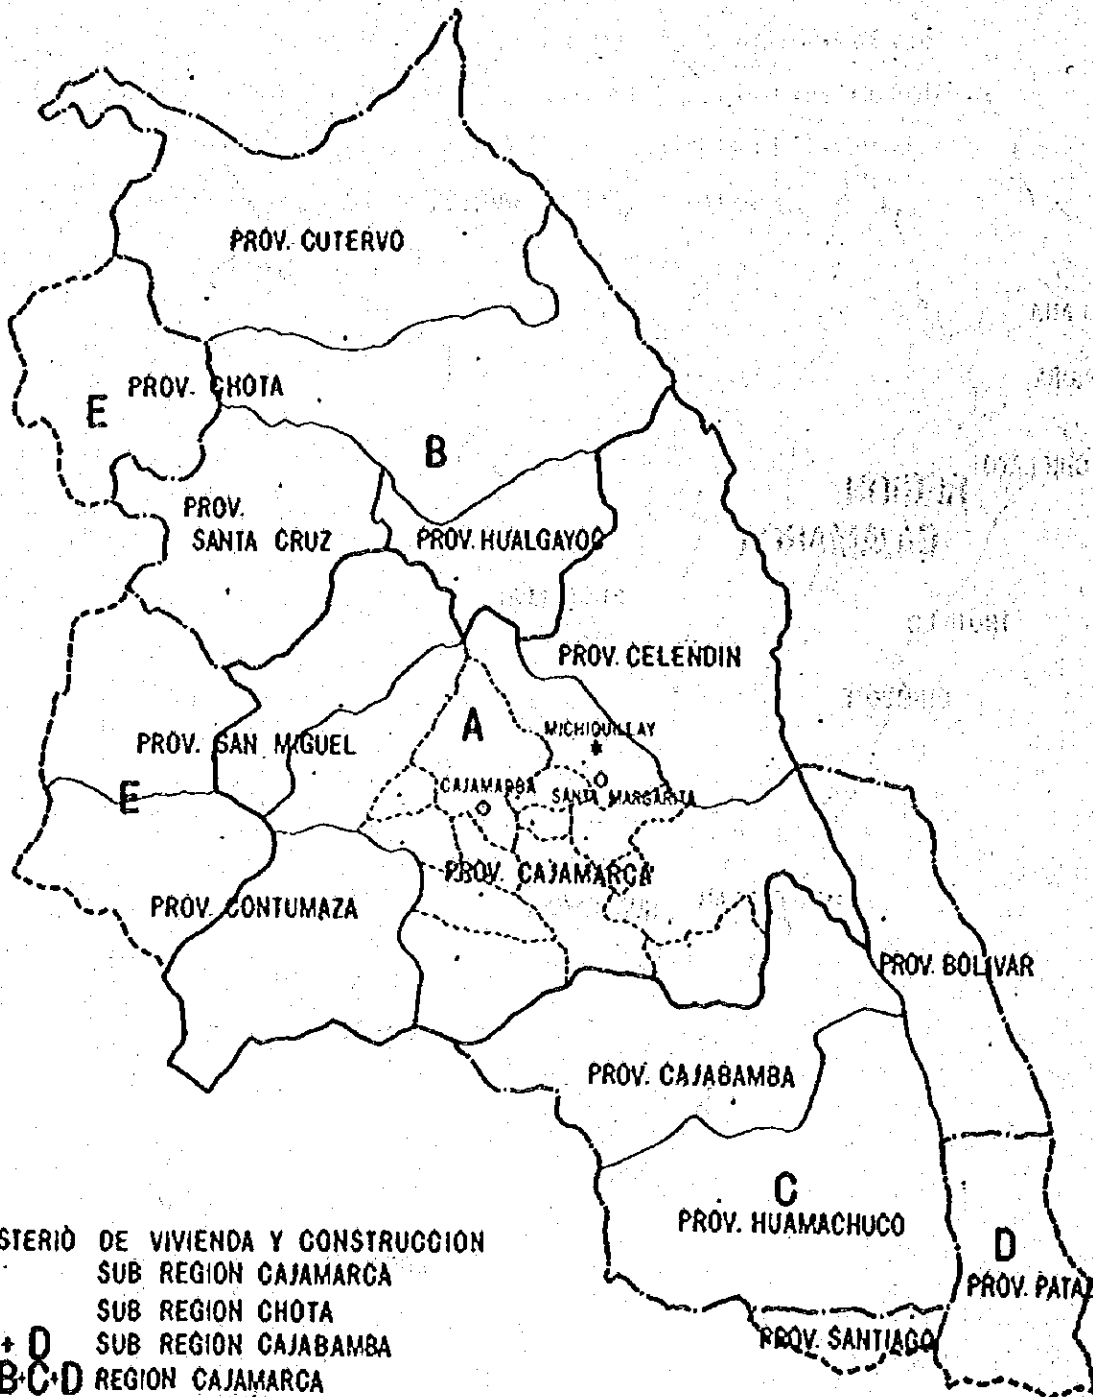 PROV. CUTERVO
PROV. CHOTA
E
B
PROV.
SANTA CRUZ
PROV. HUALGAYOC
PROV. CELENDIN
A
MICHIQUILLAY
PROV. SAN MIGUEL
E
CAJAMARBA
SANTA MARGARITA
PROV. CAJAMARCA
PROV. CONTUMAZA
PROV. BOLIVAR
PROV. CAJABAMBA
C
PROV. HUAMACHUCO
D
PROV. PATAZ
PROV. SANTIAGO
STERIO DE VIVIENDA Y CONSTRUCCION
SUB REGION CAJAMARCA
SUB REGION CHOTA
+ D SUB REGION CAJABAMBA
B+C+D REGION CAJAMARCA